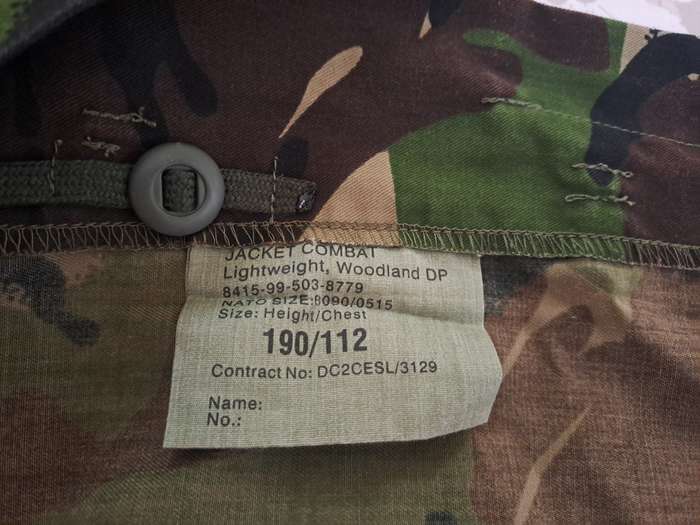 JACKET COMBAT
Lightweight, Woodland DP
8415-99-503-8779
NATO SIZE:8090/0515
Size: Height/Chest
190/112
Contract No: DC2CESL/3129
Name:
No.: